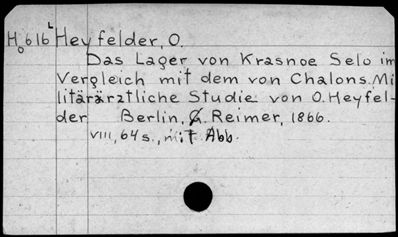 Ho616L Heyfelder, O.
Das Lager von Krasnoe Selo im
Vergleich mit dem von Chalons. Mi
litärärztliche Studie von O. Heyfel-
der Berlin, G. Reimer, 1866.
VIII, 64 s., mit Abb.